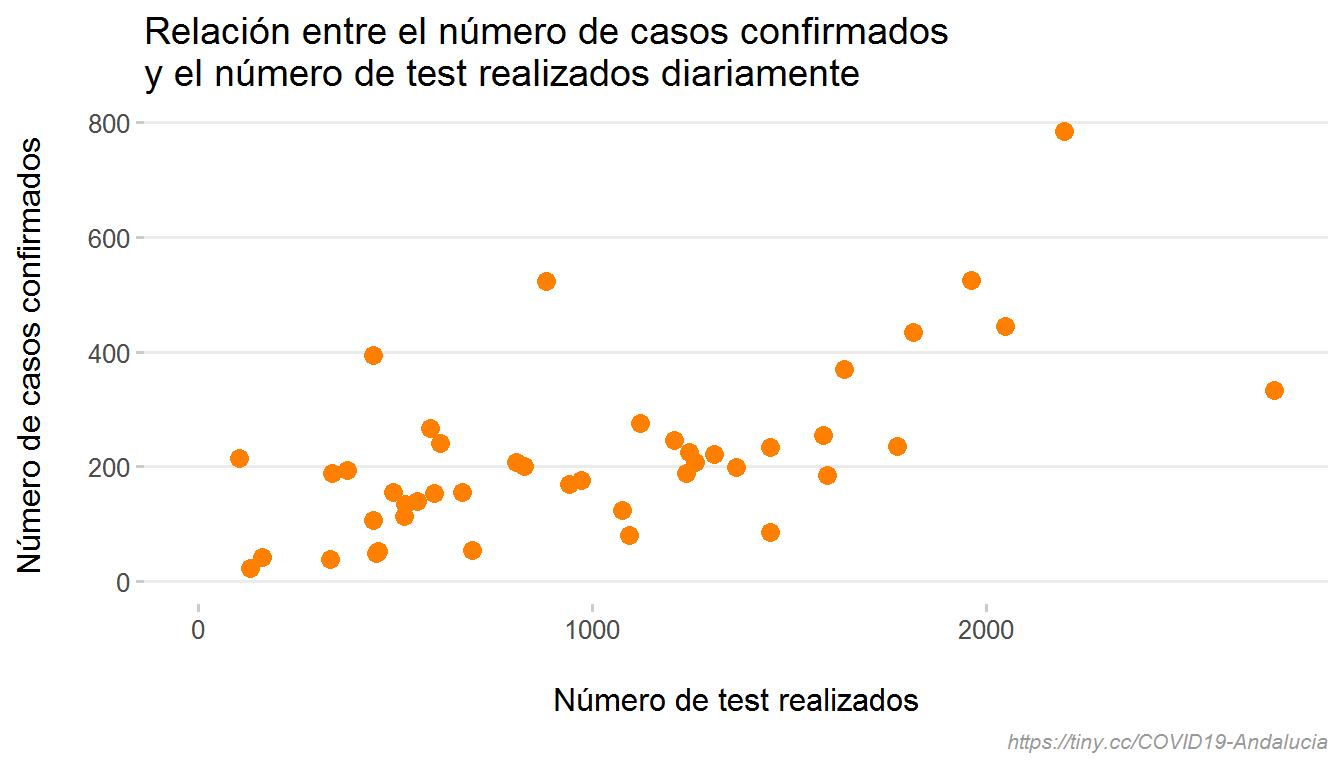 Relación entre el número de casos confirmados
y el número de test realizados diariamente
Número de casos confirmados
800
600
400
200
0
0
1000
2000
Número de test realizados
https://tiny.cc/COVID19-Andalucia